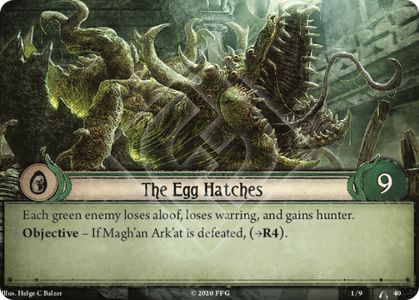 The Egg Hatches
9
Each green enemy loses aloof, loses warring, and gains hunter.
Objective – If Magh'an Ark'at is defeated, (→R4).
Illus. Helge C Balzer
© 2020 FFG
1/9
40